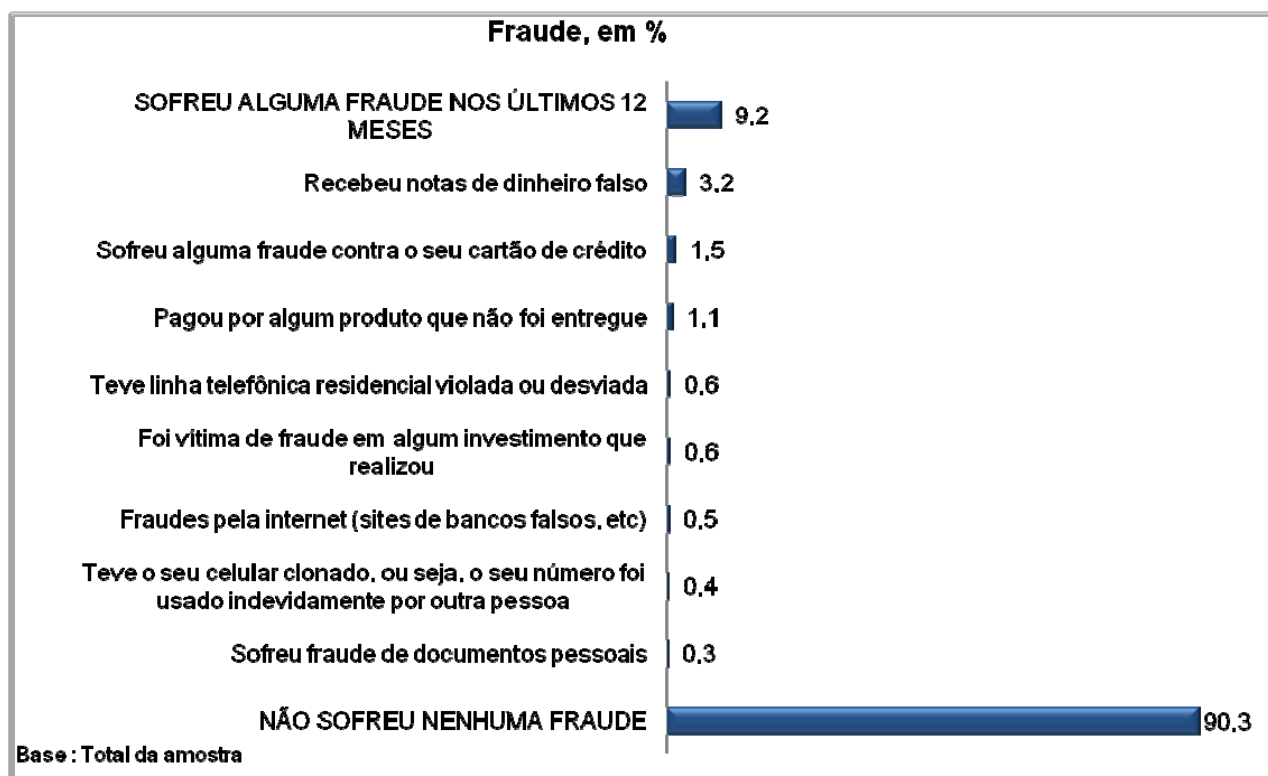 Fraude, em %
SOFREU ALGUMA FRAUDE NOS ÚLTIMOS 12
MESES
9,2
Recebeu notas de dinheiro falso
3,2
Sofreu alguma fraude contra o seu cartão de crédito
1,5
Pagou por algum produto que não foi entregue
1,1
Teve linha telefônica residencial violada ou desviada
0,6
Foi vítima de fraude em algum investimento que
realizou
0,6
Fraudes pela internet (sites de bancos falsos, etc)
0,5
Teve o seu celular clonado, ou seja, o seu número foi
usado indevidamente por outra pessoa
0,4
Sofreu fraude de documentos pessoais
0,3
NÃO SOFREU NENHUMA FRAUDE
90,3
Base : Total da amostra